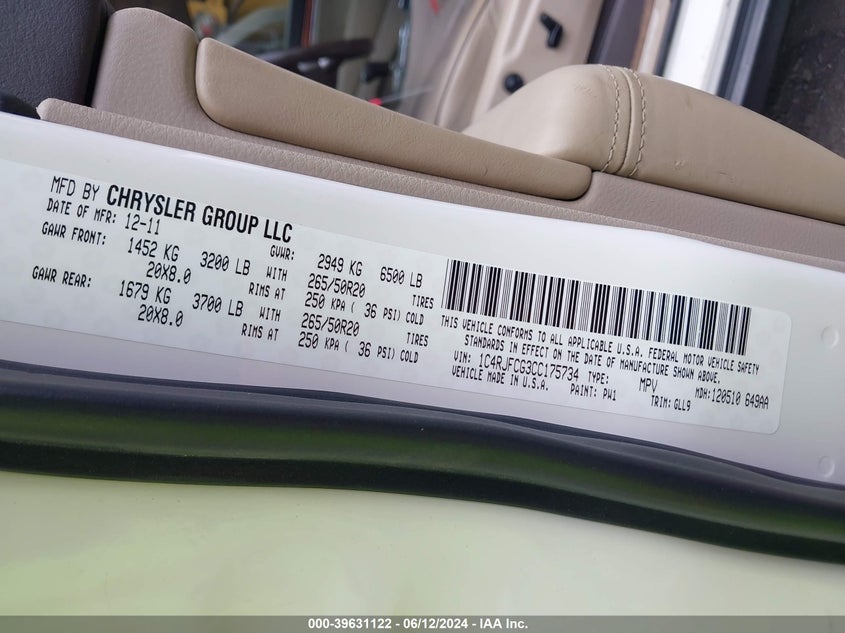 MFD BY CHRYSLER GROUP LLC
DATE OF MFR: 12-11 GVWR: 2949 KG 6500 LB
GAWR FRONT: 1452 KG 3200 LB WITH 265/50R20 TIRES
20X8.0 RIMS AT 250 KPA ( 36 PSI) COLD
GAWR REAR: 1679 KG 3700 LB WITH 265/50R20 TIRES
20X8.0 RIMS AT 250 KPA ( 36 PSI) COLD
THIS VEHICLE CONFORMS TO ALL APPLICABLE U.S.A. FEDERAL MOTOR VEHICLE SAFETY
STANDARDS IN EFFECT ON THE DATE OF MANUFACTURE SHOWN ABOVE.
VIN: 1C4RJFCG3CC175734 TYPE: MPV MDH:120510 649AA
VEHICLE MADE IN U.S.A. PAINT: PW1 TRIM: GLL9
000-39631122 - 06/12/2024 - IAA Inc.